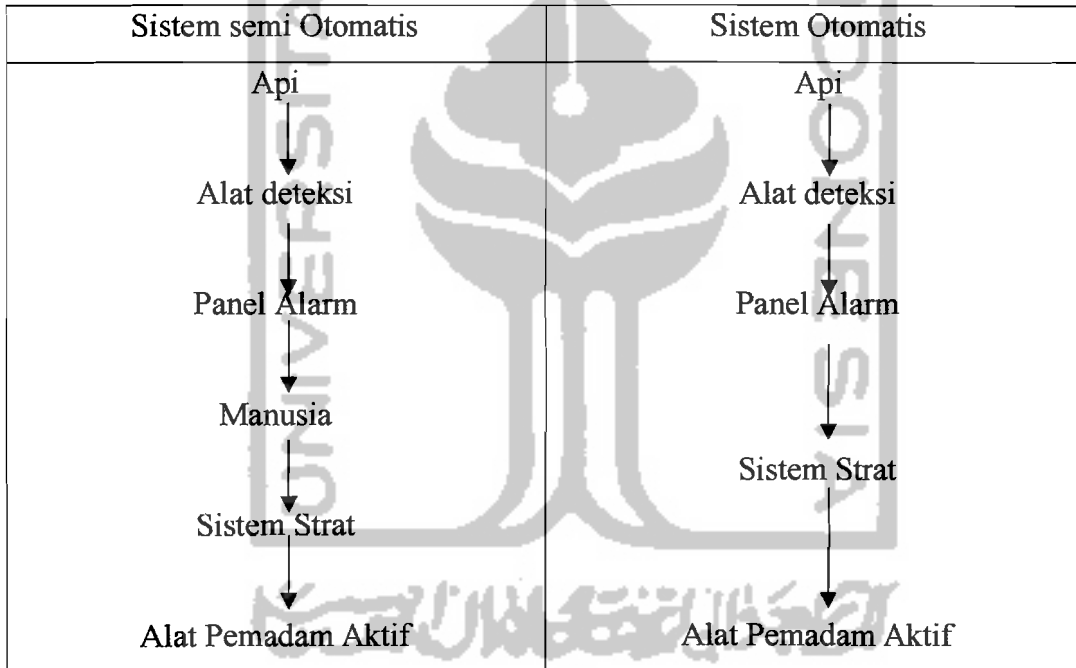 Sistem semi Otomatis
Sistem Otomatis
Api
Alat deteksi
Panel Alarm
Manusia
Sistem Strat
Alat Pemadam Aktif
Api
Alat deteksi
Panel Alarm
Sistem Strat
Alat Pemadam Aktif